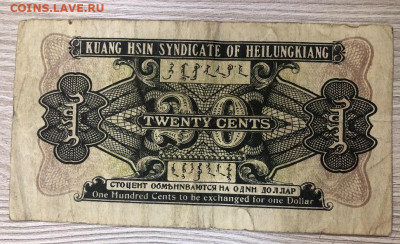 COINS.LAVE.RU
KUANG HSIN SYNDICATE OF HEILUNGKIANG
20
TWENTY CENTS
СТОЦЕНТ ОБМѢНИВАЮТСЯ НА ОДИН ДОЛЛАР
One Hundred Cents to be exchanged for one Dollar